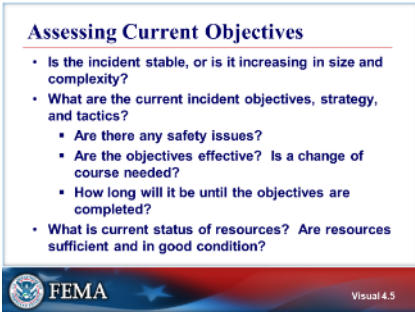 Assessing Current Objectives
• Is the incident stable, or is it increasing in size and
complexity?
• What are the current incident objectives, strategy,
and tactics?
▪ Are there any safety issues?
▪ Are the objectives effective?  Is a change of
course needed?
▪ How long will it be until the objectives are
completed?
• What is current status of resources?  Are resources
sufficient and in good condition?
FEMA
Visual 4.5